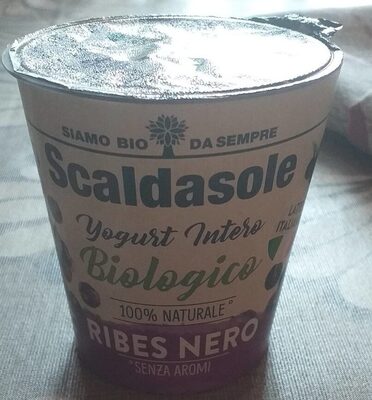 SIAMO BIO DA SEMPRE
Scaldasole
Yogurt Intero
Biologico
100% NATURALE"
RIBES NERO
"SENZA AROMI